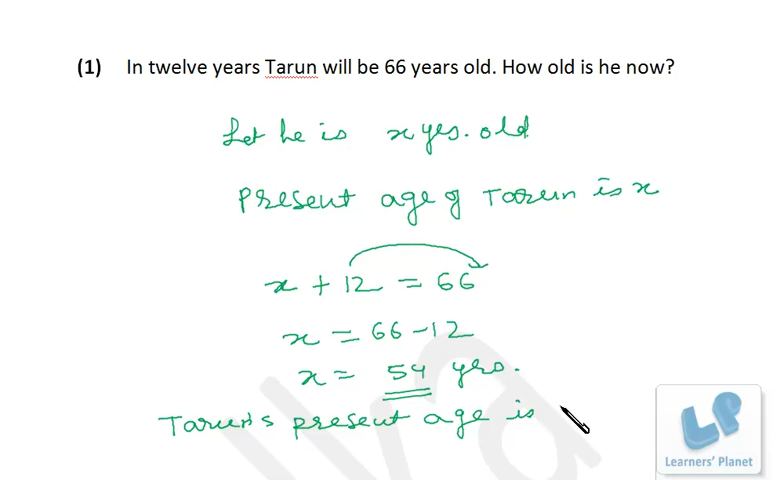 (1) In twelve years Tarun will be 66 years old. How old is he now?
Let he is x yes. old
Present age of Tarun is x
x + 12 = 66
x = 66 - 12
x = 54 yrs.
Tarun's present age is
LP
Learners' Planet